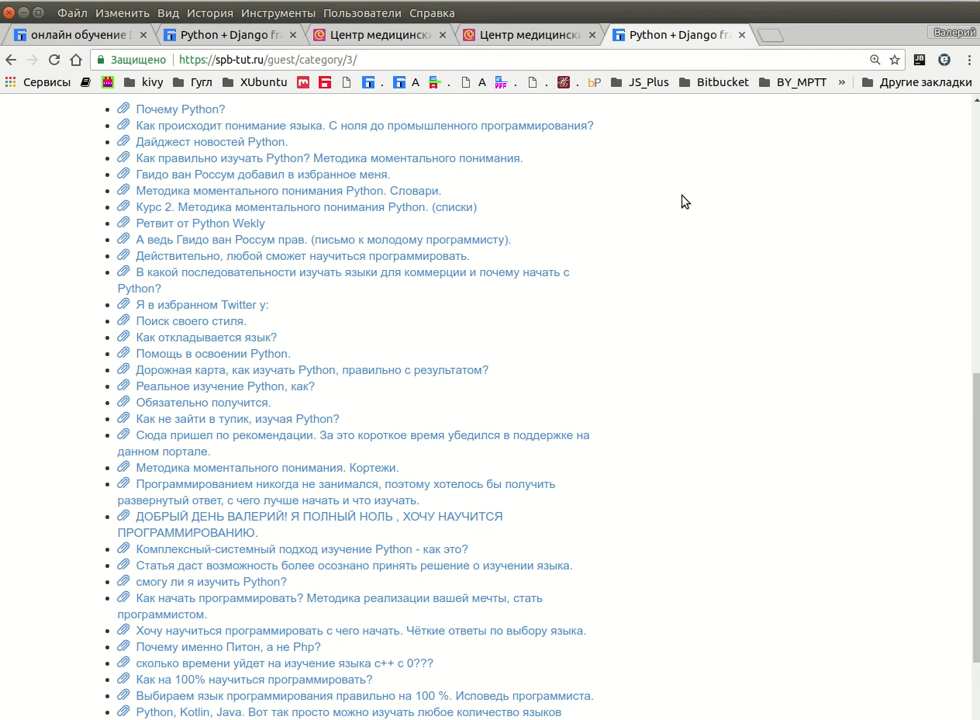 Файл Изменить Вид История Инструменты Пользователи Справка
онлайн обучение Python + Django fra Центр медицинск Центр медицинск Python + Django fra Валерий
Защищено https://spb-tut.ru/guest/category/3/
Сервисы kivy Гугл XUbuntu A A bP JS_Plus Bitbucket BY_MPTT » Другие закладки
Почему Python?
Как происходит понимание языка. С ноля до промышленного программирования?
Дайджест новостей Python.
Как правильно изучать Python? Методика моментального понимания.
Гвидо ван Россум добавил в избранное меня.
Методика моментального понимания Python. Словари.
Курс 2. Методика моментального понимания Python. (списки)
Ретвит от Python Wekly
А ведь Гвидо ван Россум прав. (письмо к молодому программисту).
Действительно, любой сможет научиться программировать.
В какой последовательности изучать языки для коммерции и почему начать с
Python?
Я в избранном Twitter у:
Поиск своего стиля.
Как откладывается язык?
Помощь в освоении Python.
Дорожная карта, как изучать Python, правильно с результатом?
Реальное изучение Python, как?
Обязательно получится.
Как не зайти в тупик, изучая Python?
Сюда пришел по рекомендации. За это короткое время убедился в поддержке на
данном портале.
Методика моментального понимания. Кортежи.
Программированием никогда не занимался, поэтому хотелось бы получить
развернутый ответ, с чего лучше начать и что изучать.
ДОБРЫЙ ДЕНЬ ВАЛЕРИЙ! Я ПОЛНЫЙ НОЛЬ , ХОЧУ НАУЧИТСЯ
ПРОГРАММИРОВАНИЮ.
Комплексный-системный подход изучение Python - как это?
Статья даст возможность более осознано принять решение о изучении языка.
смогу ли я изучить Python?
Как начать программировать? Методика реализации вашей мечты, стать
программистом.
Хочу научиться программировать с чего начать. Чёткие ответы по выбору языка.
Почему именно Питон, а не Php?
сколько времени уйдет на изучение языка с++ с 0???
Как на 100% научиться программировать?
Выбираем язык программирования правильно на 100 %. Исповедь программиста.
Python, Kotlin, Java. Вот так просто можно изучать любое количество языков